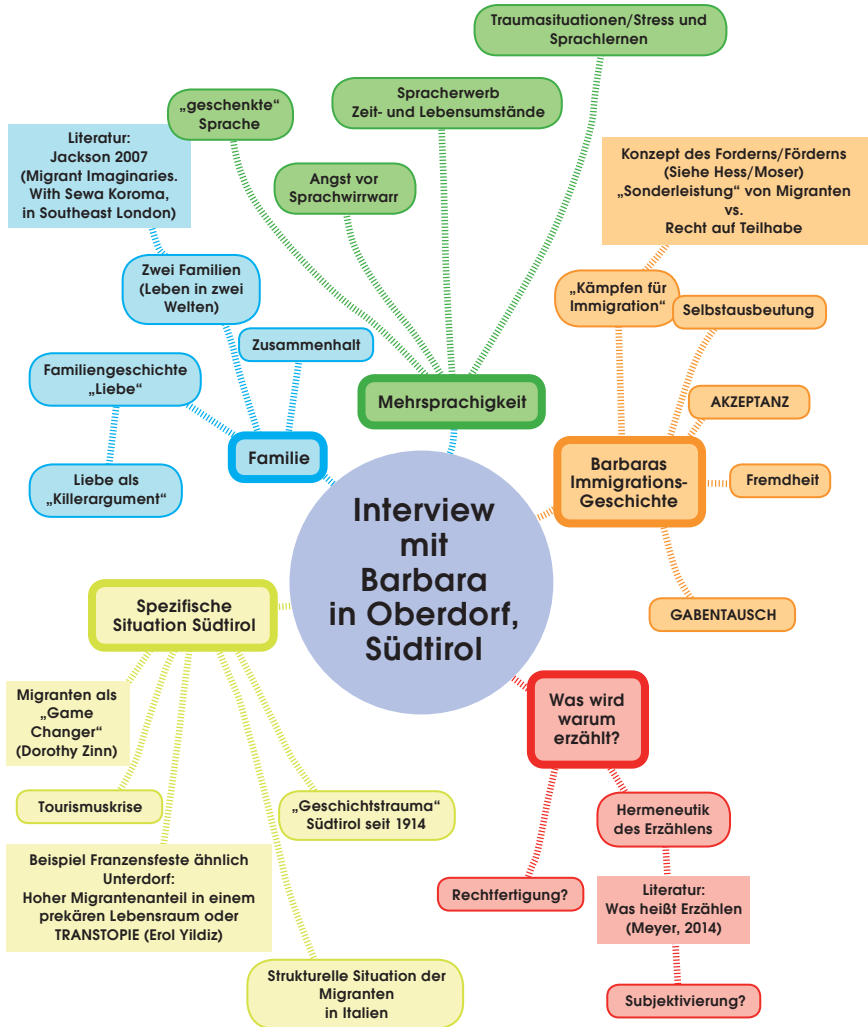 Traumasituationen/Stress und
Sprachlernen
Spracherwerb
Zeit- und Lebensumstände
„geschenkte“
Sprache
Angst vor
Sprachwirrwarr
Mehrsprachigkeit
Literatur:
Jackson 2007
(Migrant Imaginaries.
With Sewa Koroma,
in Southeast London)
Zwei Familien
(Leben in zwei
Welten)
Zusammenhalt
Familiengeschichte
„Liebe“
Liebe als
„Killerargument“
Familie
Konzept des Forderns/Förderns
(Siehe Hess/Moser)
„Sonderleistung“ von Migranten
vs.
Recht auf Teilhabe
„Kämpfen für
Immigration“
Selbstausbeutung
AKZEPTANZ
Fremdheit
GABENTAUSCH
Barbaras
Immigrations-
Geschichte
Interview
mit
Barbara
in Oberdorf,
Südtirol
Spezifische
Situation Südtirol
Migranten als
„Game
Changer“
(Dorothy Zinn)
Tourismuskrise
„Geschichtstrauma“
Südtirol seit 1914
Beispiel Franzensfeste ähnlich
Unterdorf:
Hoher Migrantenanteil in einem
prekären Lebensraum oder
TRANSTOPIE (Erol Yildiz)
Strukturelle Situation der
Migranten
in Italien
Was wird
warum
erzählt?
Hermeneutik
des Erzählens
Rechtfertigung?
Literatur:
Was heißt Erzählen
(Meyer, 2014)
Subjektivierung?